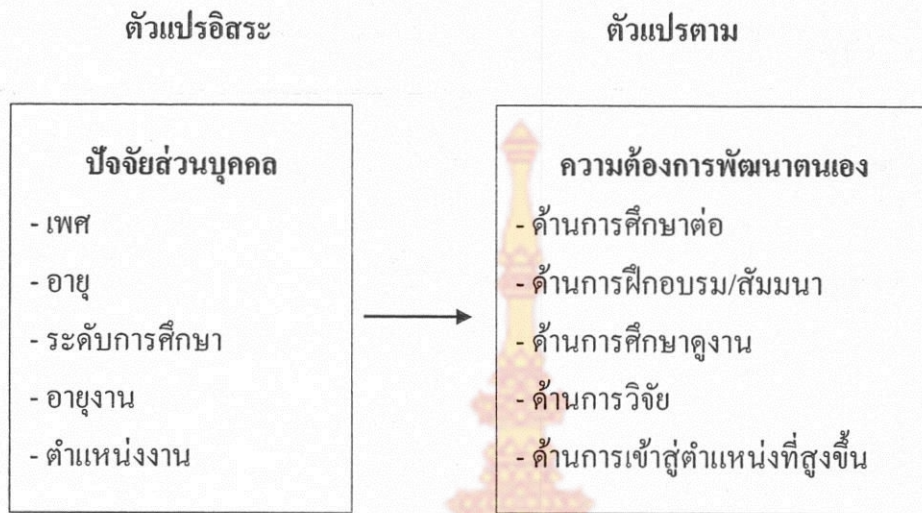 ตัวแปรอิสระ
ตัวแปรตาม
ปัจจัยส่วนบุคคล
- เพศ
- อายุ
- ระดับการศึกษา
- อายุงาน
- ตำแหน่งงาน
ความต้องการพัฒนาตนเอง
- ด้านการศึกษาต่อ
- ด้านการฝึกอบรม/สัมมนา
- ด้านการศึกษาดูงาน
- ด้านการวิจัย
- ด้านการเข้าสู่ตำแหน่งที่สูงขึ้น